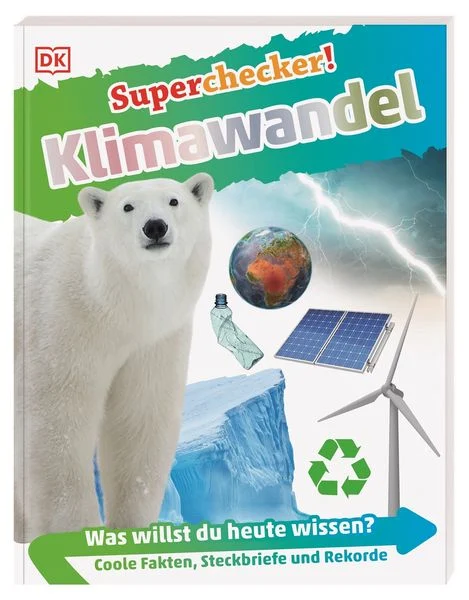 DK
Superchecker!
Klimawandel
Was willst du heute wissen?
Coole Fakten, Steckbriefe und Rekorde